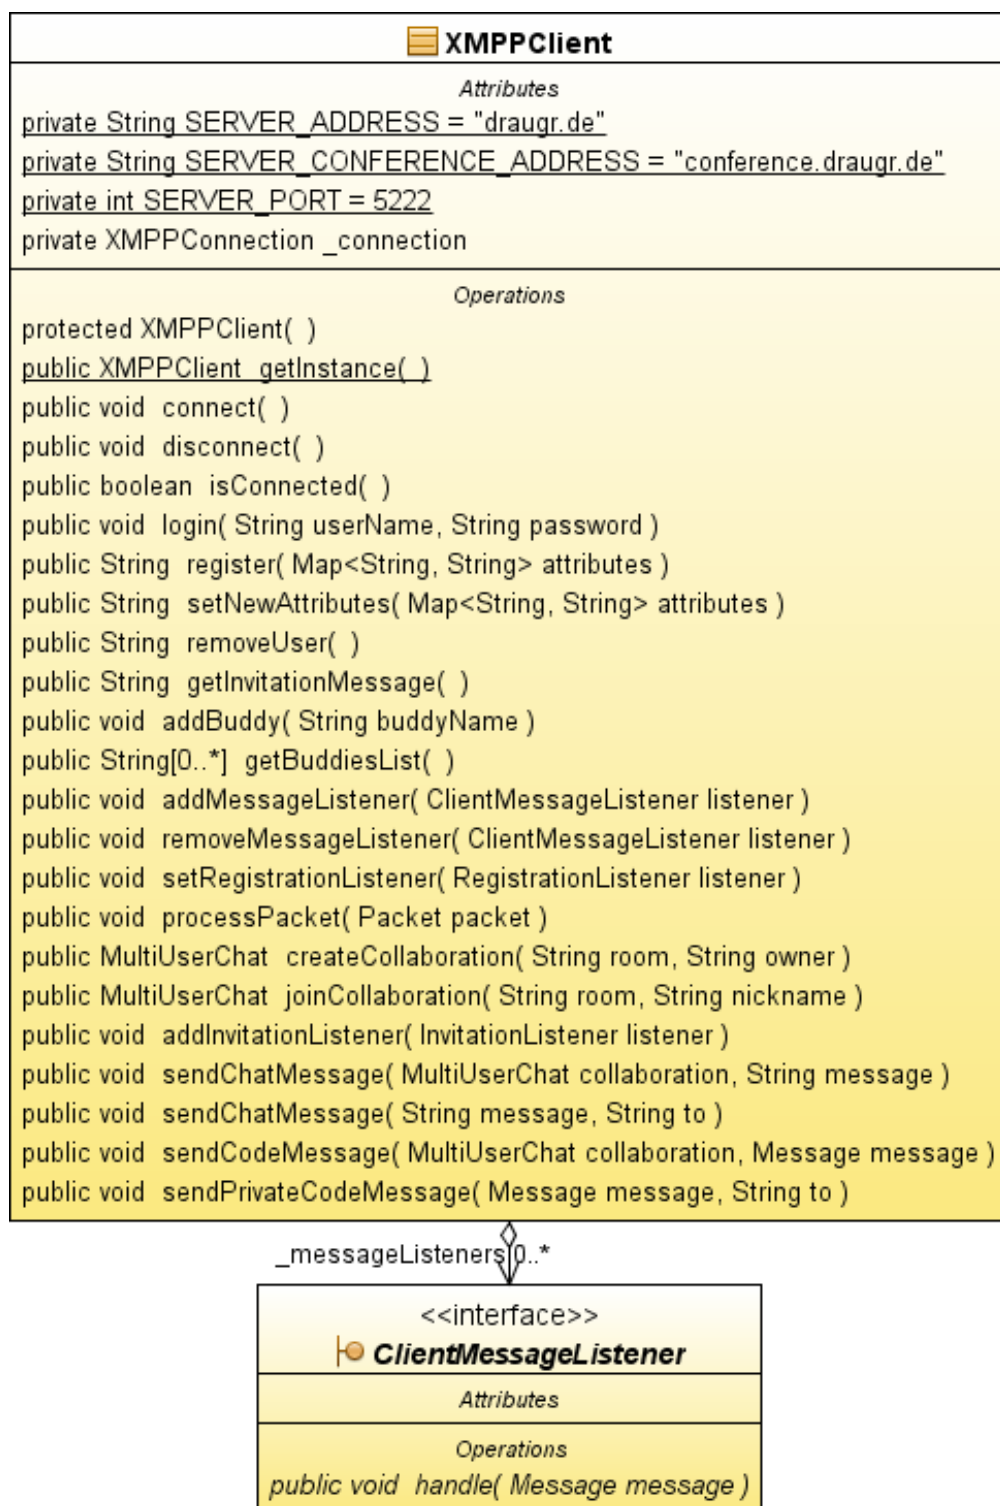 XMPPClient
Attributes
private String SERVER_ADDRESS = "draugr.de"
private String SERVER_CONFERENCE_ADDRESS = "conference.draugr.de"
private int SERVER_PORT = 5222
private XMPPConnection _connection
Operations
protected XMPPClient( )
public XMPPClient getInstance( )
public void connect( )
public void disconnect( )
public boolean isConnected( )
public void login( String userName, String password )
public String register( Map<String, String> attributes )
public String setNewAttributes( Map<String, String> attributes )
public String removeUser( )
public String getInvitationMessage( )
public void addBuddy( String buddyName )
public String[0..*] getBuddiesList( )
public void addMessageListener( ClientMessageListener listener )
public void removeMessageListener( ClientMessageListener listener )
public void setRegistrationListener( RegistrationListener listener )
public void processPacket( Packet packet )
public MultiUserChat createCollaboration( String room, String owner )
public MultiUserChat joinCollaboration( String room, String nickname )
public void addInvitationListener( InvitationListener listener )
public void sendChatMessage( MultiUserChat collaboration, String message )
public void sendChatMessage( String message, String to )
public void sendCodeMessage( MultiUserChat collaboration, Message message )
public void sendPrivateCodeMessage( Message message, String to )
_messageListeners 0..*
<<interface>>
ClientMessageListener
Attributes
Operations
public void handle( Message message )